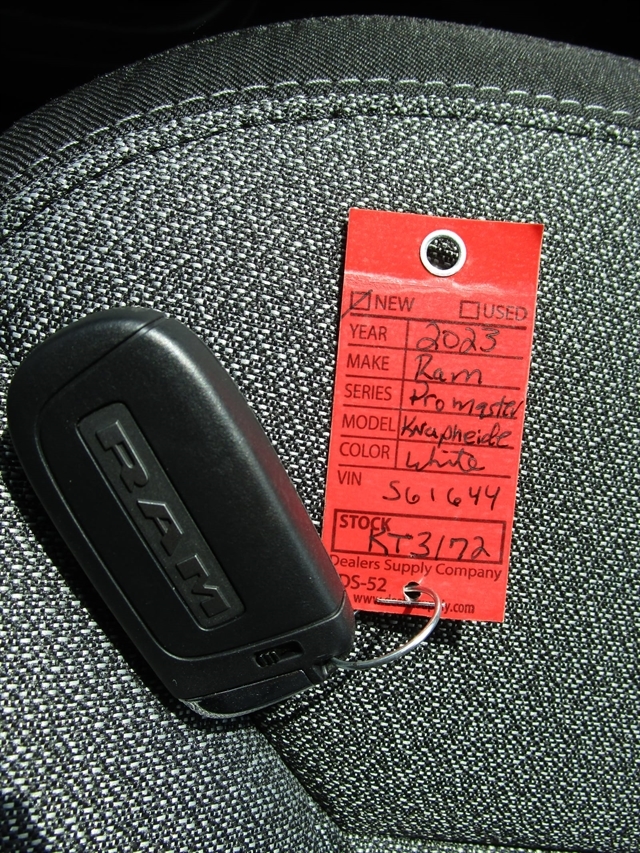 NEW USED
YEAR 2023
MAKE Ram
SERIES Promaster
MODEL Knapheide
COLOR White
VIN
S61644
STOCK
KT3172
Dealers Supply Company
DS-52
RAM